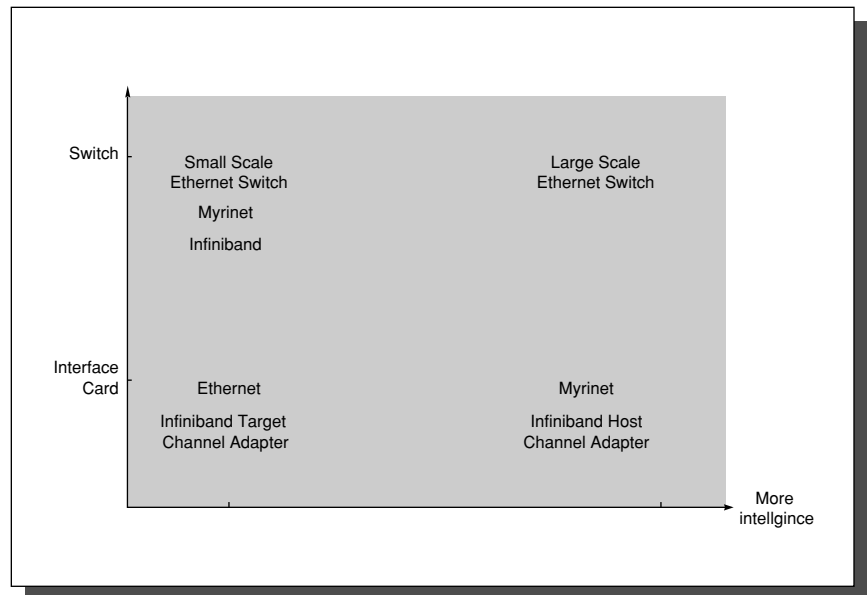 Switch
Small Scale
Ethernet Switch
Myrinet
Infiniband
Large Scale
Ethernet Switch
Interface
Card
Ethernet
Infiniband Target
Channel Adapter
Myrinet
Infiniband Host
Channel Adapter
More
intellgince